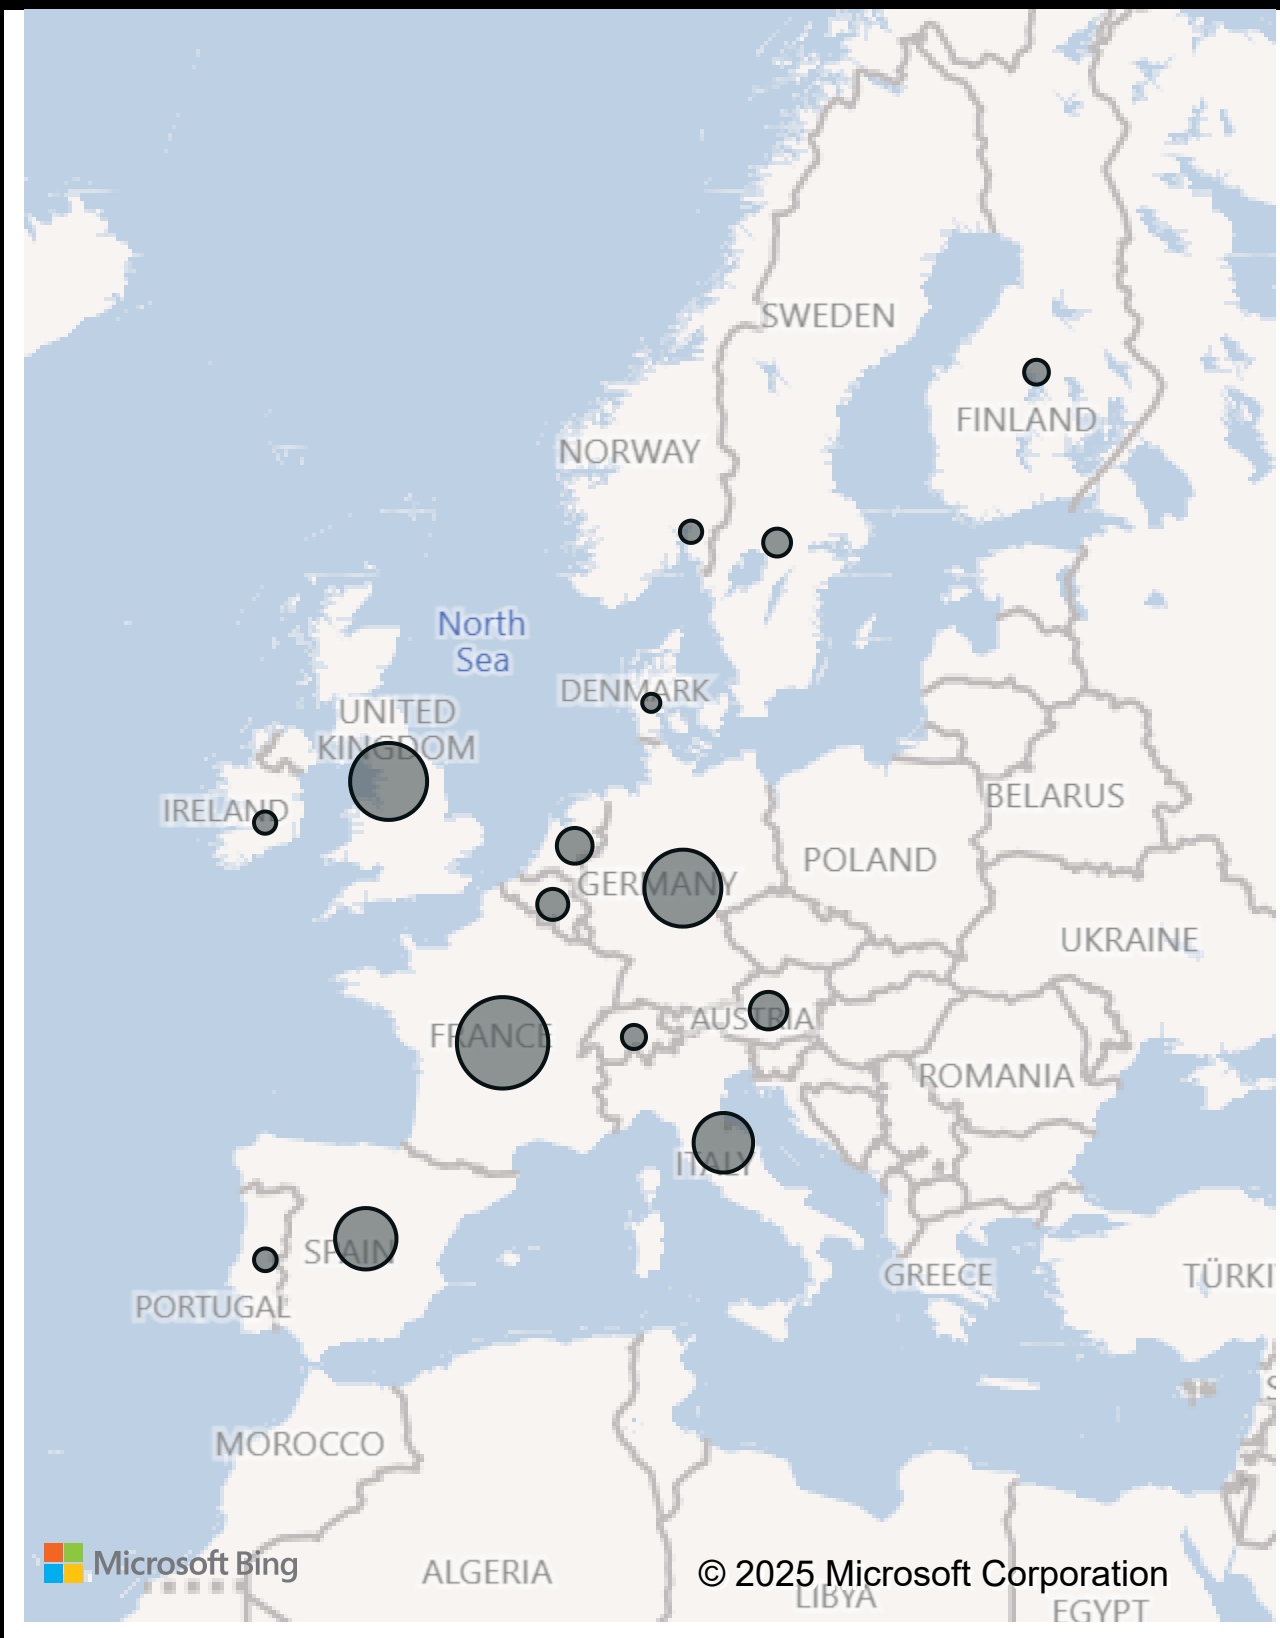 SWEDEN
FINLAND
NORWAY
North
Sea
DENMARK
UNITED
KINGDOM
IRELAND
BELARUS
POLAND
GERMANY
UKRAINE
AUSTRIA
FRANCE
ROMANIA
ITALY
SPAIN
GREECE
TÜRKI
PORTUGAL
S
MOROCCO
Microsoft Bing
ALGERIA
© 2025 Microsoft Corporation
LIBYA
EGYPT